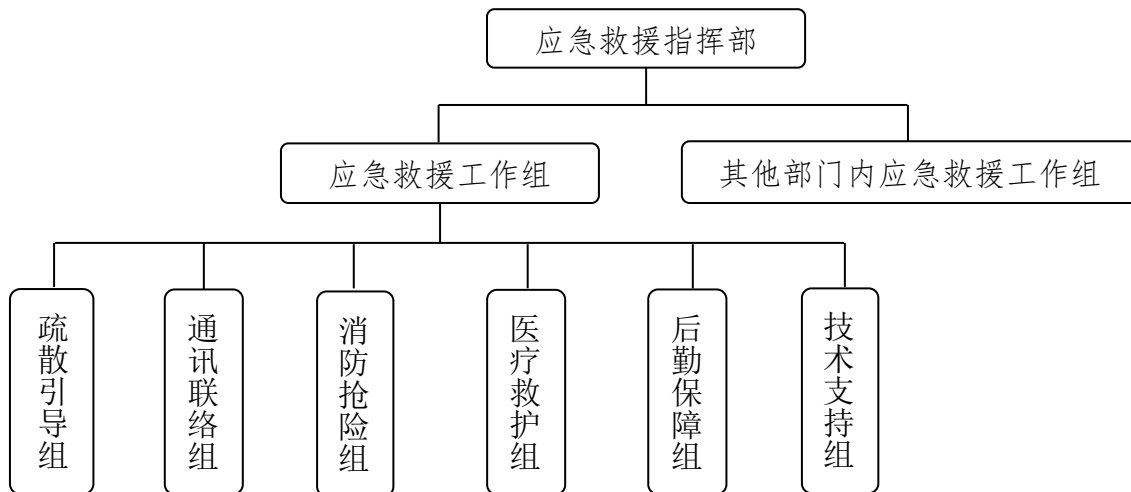 应急救援指挥部
应急救援工作组
其他部门内应急救援工作组
疏散引导组
通讯联络组
消防抢险组
医疗救护组
后勤保障组
技术支持组